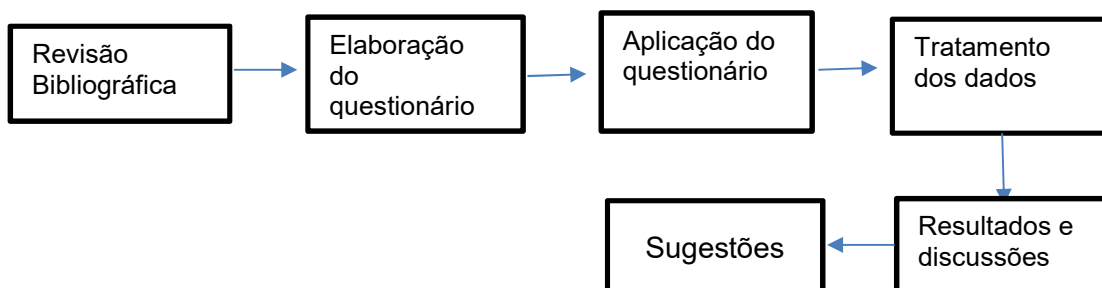 Revisão
Bibliográfica
Elaboração
do
questionário
Aplicação do
questionário
Tratamento
dos dados
Resultados e
discussões
Sugestões